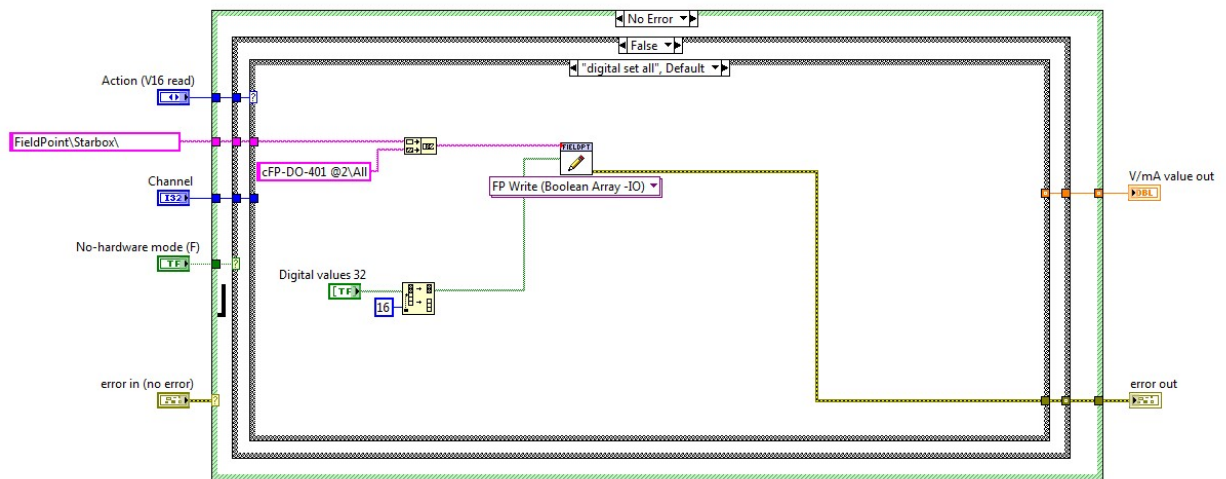 No Error
False
"digital set all", Default
Action (V16 read)
FieldPoint\Starbox\
cFP-DO-401 @2\All
FIELDPT
FP Write (Boolean Array -IO)
Channel
I32
V/mA value out
DBL
No-hardware mode (F)
TF
Digital values 32
TF
16
error in (no error)
error out